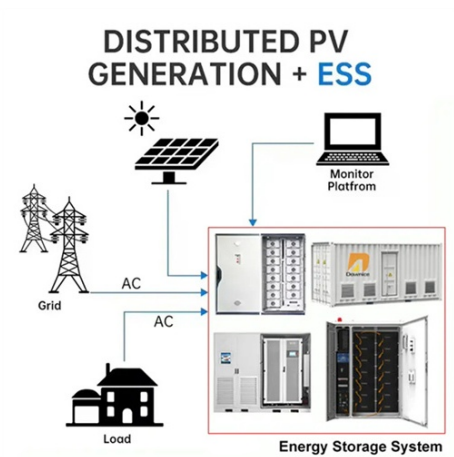 DISTRIBUTED PV
GENERATION + ESS
Monitor
Platfrom
Grid
AC
AC
Load
Energy Storage System